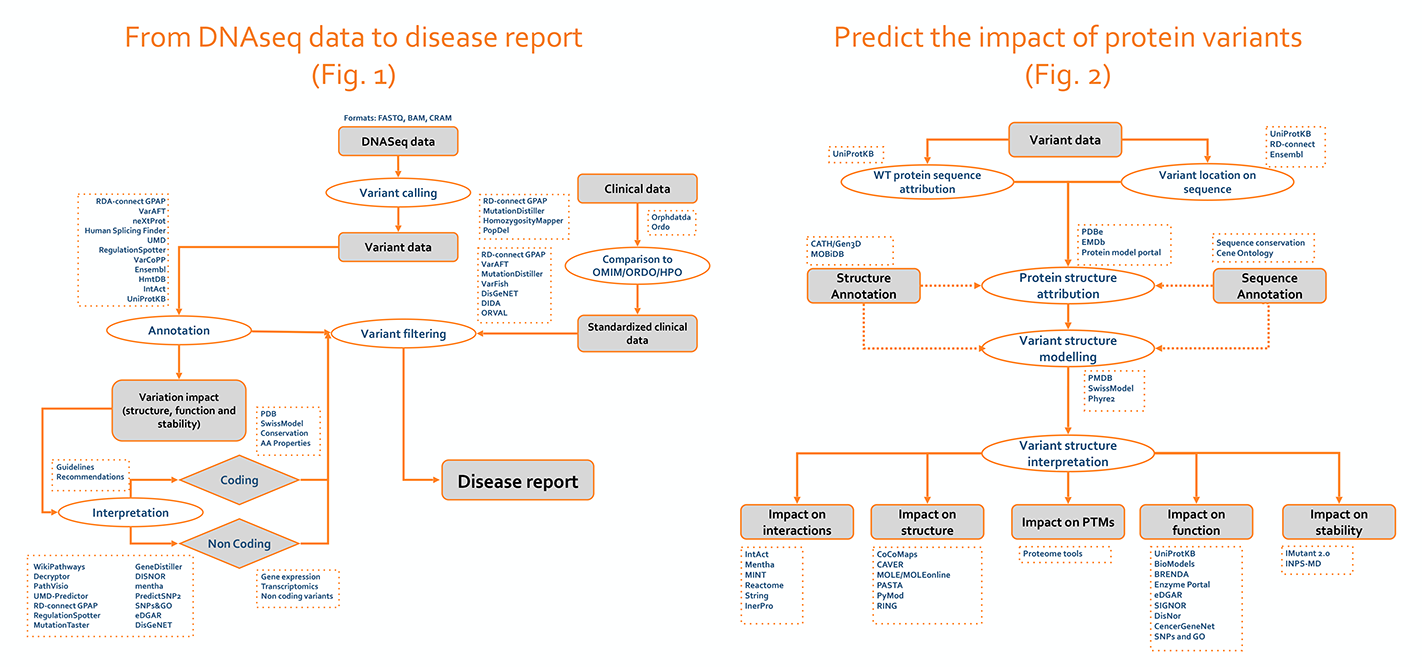 From DNAseq data to disease report
(Fig. 1)
Formats: FASTQ, BAM, CRAM
DNASeq data
Variant calling
Variant data
RDA-connect GPAP
VarAFT
neXtProt
Human Splicing Finder
UMD
RegulationSpotter
VarCoPP
Ensembl
HmtDB
IntAct
UniProtKB
RD-connect GPAP
MutationDistiller
HomozygosityMapper
PopDel
Clinical data
Orphdatda
Ordo
Comparison to
OMIM/ORDO/HPO
RD-connect GPAP
VarAFT
MutationDistiller
VarFish
DisGeNET
DIDA
ORVAL
Standardized clinical
data
Annotation
Variant filtering
Variation impact
(structure, function and
stability)
PDB
SwissModel
Conservation
AA Properties
Guidelines
Recommendations
Coding
Interpretation
Non Coding
Disease report
WikiPathways
Decryptor
PathVisio
UMD-Predictor
RD-connect GPAP
RegulationSpotter
MutationTaster
GeneDistiller
DISNOR
mentha
PredictSNP2
SNPs&GO
eDGAR
DisGeNET
Gene expression
Transcriptomics
Non coding variants
Predict the impact of protein variants
(Fig. 2)
Variant data
UniProtKB
WT protein sequence
attribution
UniProtKB
RD-connect
Ensembl
Variant location on
sequence
PDBe
EMDb
Protein model portal
CATH/Gen3D
MOBiDB
Structure
Annotation
Protein structure
attribution
Sequence conservation
Cene Ontology
Sequence
Annotation
Variant structure
modelling
PMDB
SwissModel
Phyre2
Variant structure
interpretation
Impact on
interactions
IntAct
Mentha
MINT
Reactome
String
InerPro
Impact on
structure
CoCoMaps
CAVER
MOLE/MOLEonline
PASTA
PyMod
RING
Impact on PTMs
Proteome tools
Impact on
function
UniProtKB
BioModels
BRENDA
Enzyme Portal
eDGAR
SIGNOR
DisNor
CencerGeneNet
SNPs and GO
Impact on
stability
IMutant 2.0
INPS-MD